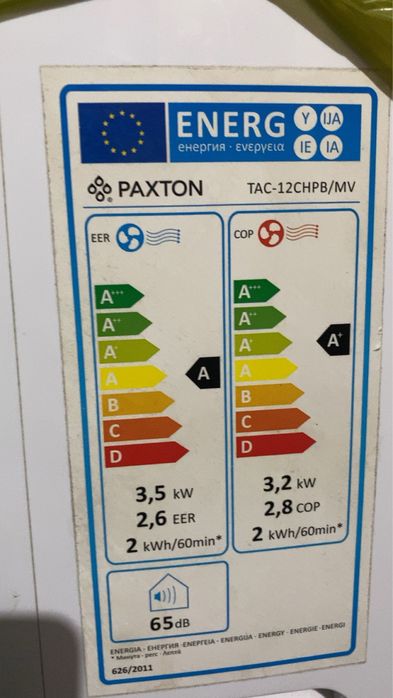 ENERG Y IJA
енергия · ενεργεια IE IA
PAXTON TAC-12CHPB/MV
EER
COP
A+++
A++
A+
A
B
C
D
A
A+++
A++
A+
A
B
C
D
A+
3,5 kW
2,6 EER
2 kWh/60min*
3,2 kW
2,8 COP
2 kWh/60min*
65dB
ENERGIA · ЕНЕРГИЯ · ΕΝΕΡΓΕΙΑ · ENERGIJA · ENERGY · ENERGIE · ENERGI
626/2011